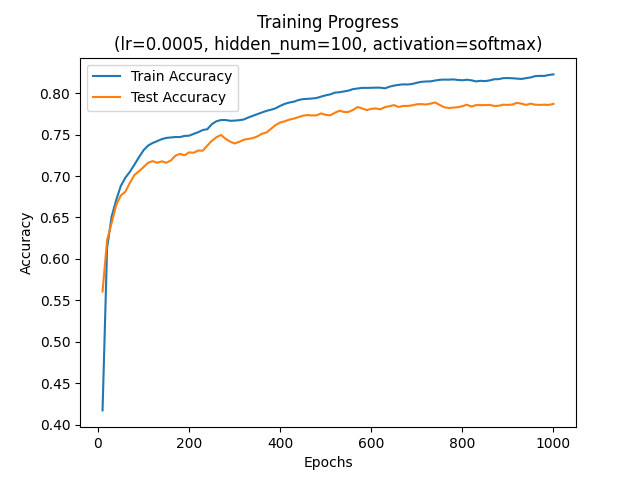 Training Progress
(lr=0.0005, hidden_num=100, activation=softmax)
Train Accuracy
Test Accuracy
Accuracy
0.80
0.75
0.70
0.65
0.60
0.55
0.50
0.45
0.40
0
200
400
600
800
1000
Epochs